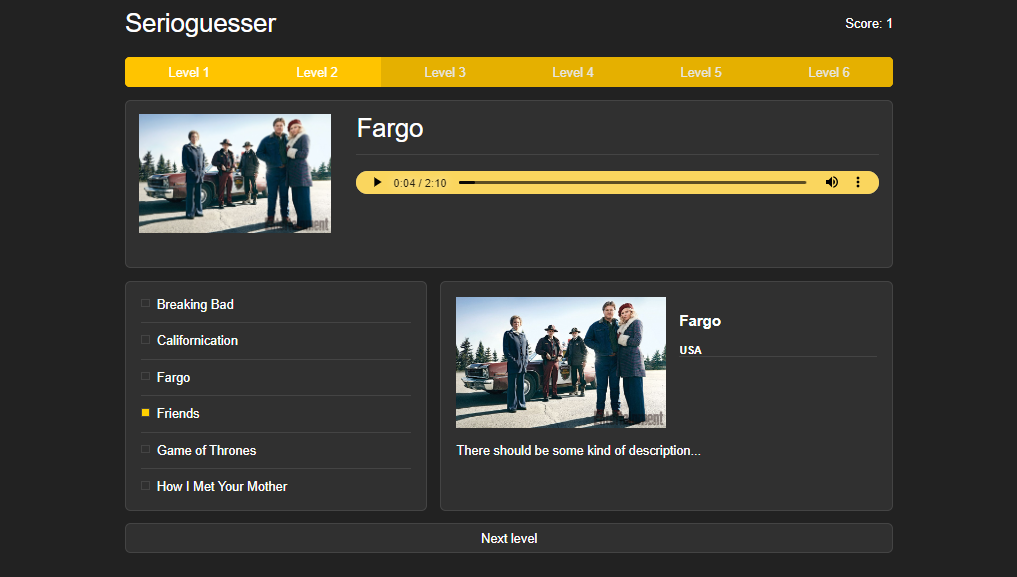 Serioguesser
Score: 1
Level 1 Level 2 Level 3 Level 4 Level 5 Level 6
Fargo
0:04 / 2:10
Breaking Bad
Californication
Fargo
Friends
Game of Thrones
How I Met Your Mother
Fargo
USA
There should be some kind of description...
Next level